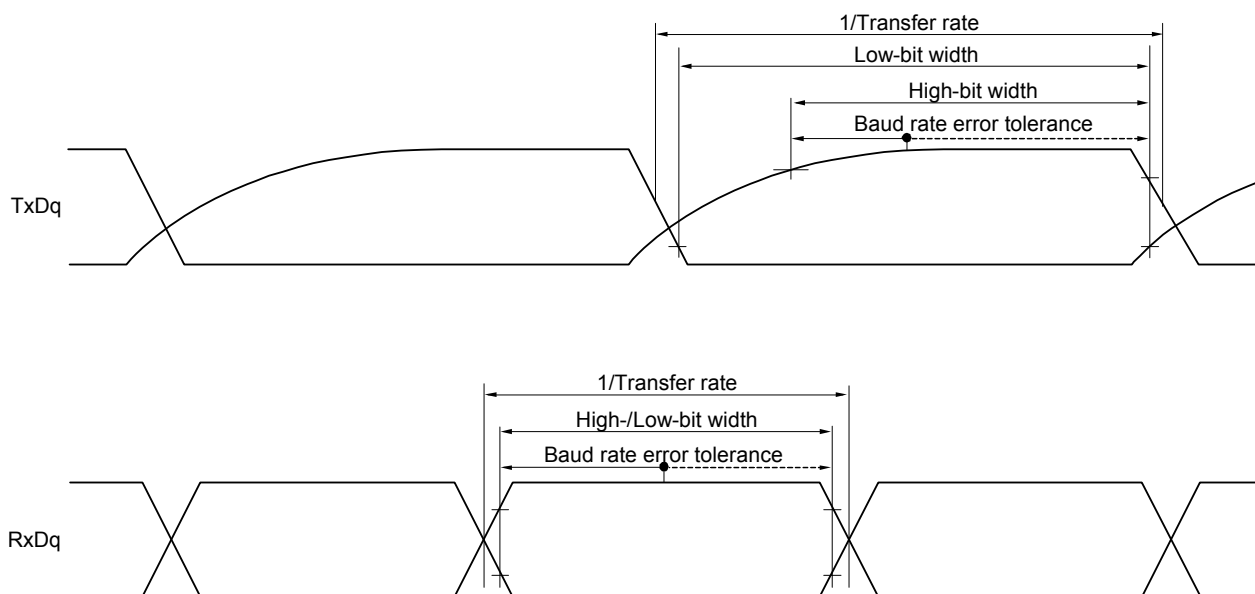 1/Transfer rate
Low-bit width
High-bit width
Baud rate error tolerance
TxDq
1/Transfer rate
High-/Low-bit width
Baud rate error tolerance
RxDq